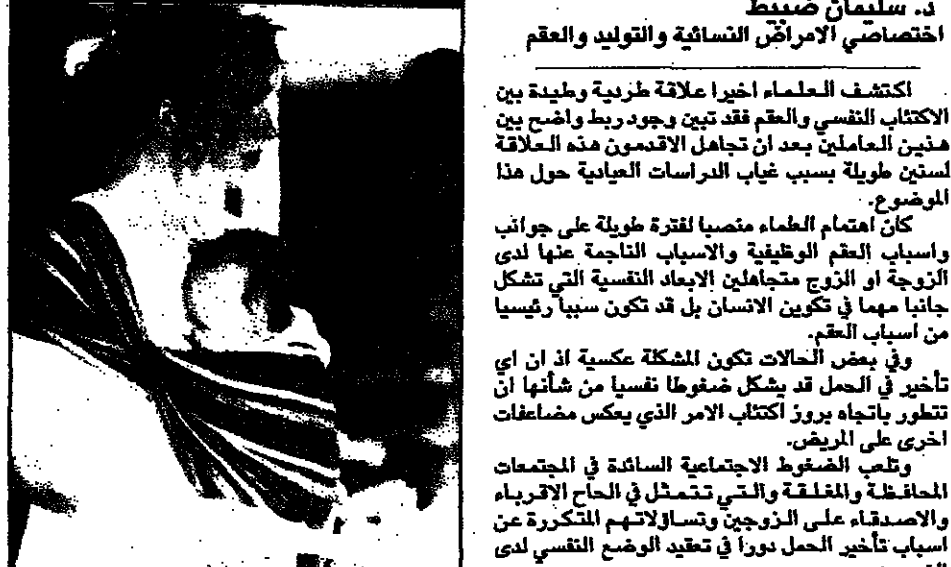 د. سليمان ضبيط
اختصاصي الامراض النسائية والتوليد والعقم
اكتشف العلماء اخيرا علاقة طردية وطيدة بين
الاكتئاب النفسي والعقم فقد تبين وجود ربط واضح بين
هذين العاملين بعد ان تجاهل الاقدمون هذه العلاقة
لسنين طويلة بسبب غياب الدراسات العيادية حول هذا
الموضوع.
كان اهتمام العلماء منصبا لفترة طويلة على جوانب
واسباب العقم الوظيفية والاسباب الناجمة عنها لدى
الزوجة او الزوج متجاهلين الابعاد النفسية التي تشكل
جانبا مهما في تكوين الانسان بل قد تكون سببا رئيسيا
من اسباب العقم.
وفي بعض الحالات تكون المشكلة عكسية اذ ان اي
تأخير في الحمل قد يشكل ضغوطا نفسيا من شأنها ان
تتطور باتجاه بروز اكتئاب الامر الذي يعكس مضاعفات
اخرى على المريض.
وتلعب الضغوط الاجتماعية السائدة في المجتمعات
المحافظة والمغلقة والتي تتمثل في الحاح الاقرباء
والاصدقاء على الزوجين وتساؤلاتهم المتكررة عن
اسباب تأخير الحمل دورا في تعقيد الوضع النفسي لدى